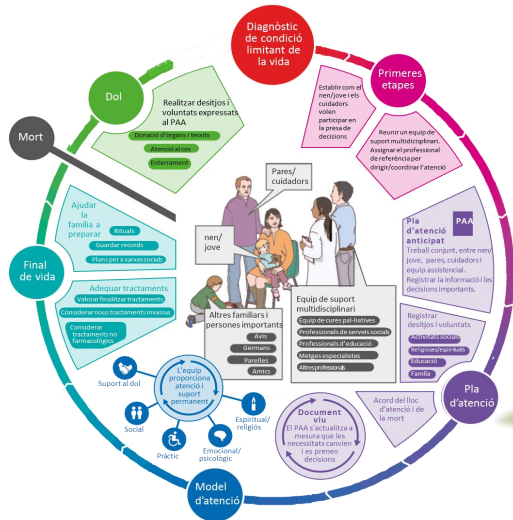 Diagnòstic
de condició
limitant de
la vida
Primeres
etapes
Establir com el
nen/jove i els
cuidadors
volen
participar en
la presa de
decisions
Reunir un equip de
suport multidisciplinari.
Assignar el professional
de referència per
dirigir/coordinar l'atenció
Pla
d'atenció
anticipat
PAA
Treball conjunt, entre nen/
jove, pares, cuidadors i
equip assistencial.
Registrar la informació i les
decisions importants.
Registrar
desitjos i voluntats
Activitats socials
Religioses/espirituals
Educació
Família
Pla
d'atenció
Acord del lloc
d'atenció i de
la mort
Document
viu
El PAA s'actualitza a
mesura que les
necessitats canvien i
es prenen
decisions
Model
d'atenció
L'equip
proporciona
atenció i
suport
permanent
Suport al dol
Social
Pràctic
Emocional/
psicològic
Espiritual/
religiós
Final
de vida
Adequar tractaments
Valorar finalitzar tractaments
Considerar nous tractaments invasius
Considerar
tractaments no
farmacològics
Ajudar
la família a
preparar
Rituals
Guardar records
Plans per a xarxes socials
Mort
Dol
Realitzar desitjos i
voluntats expressats
al PAA
Donació d'òrgans i teixits
Atenció al cos
Enterrament
Pares/
cuidadors
nen/
jove
Altres familiars i
persones importants
Avis
Germans
Parelles
Amics
Equip de suport
multidisciplinari
Equip de cures pal·liatives
Professionals de serveis socials
Professionals d'educació
Metges especialistes
Altres professionals